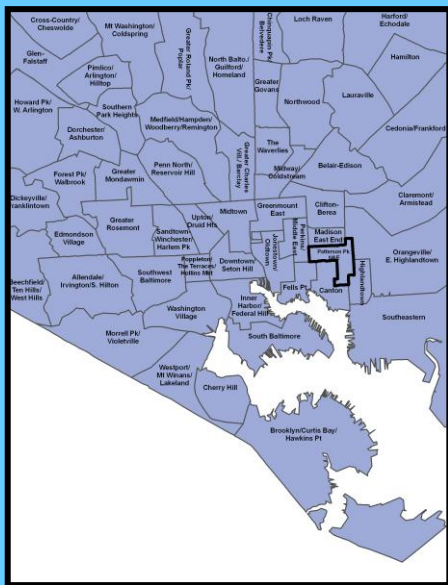 Cross-Country/
Cheswolde
Mt Washington/
Coldspring
Greater Roland Pk/
Poplar
North Balto./
Guilford/
Homeland
Chinquapin Pk/
Belvedere
Loch Raven
Harford/
Echodale
Glen-
Falstaff
Pimlico/
Arlington/
Hilltop
Greater
Govans
Hamilton
Northwood
Lauraville
Howard Pk/
W. Arlington
Southern
Park Heights
Medfield/Hampden/
Woodberry/Remington
Cedonia/Frankford
Dorchester/
Ashburton
The
Waverlies
Greater Charles
Vill./ Barclay
Penn North/
Reservoir Hill
Midway/
Coldstream
Belair-Edison
Forest Pk/
Walbrook
Greater
Mondawmin
Claremont/
Armistead
Dickeyville/
Franklintown
Upton/
Druid Hts
Midtown
Greenmount
East
Clifton-
Berea
Greater
Rosemont
Sandtown-
Winchester/
Harlem Pk
Perkins/
Middle East
Madison
East End
Edmondson
Village
Jonestown/
Oldtown
Patterson Pk
Orangeville/
E. Highlandtown
Poppleton/
The Terraces/
Hollins Mkt
Downtown/
Seton Hill
Highlandtown
Allendale/
Irvington/S. Hilton
Southwest
Baltimore
Beechfield/
Ten Hills/
West Hills
Fells Pt
Canton
Inner
Harbor/
Federal Hill
Washington
Village
Southeastern
Morrell Pk/
Violetville
South Baltimore
Westport/
Mt Winans/
Lakeland
Cherry Hill
Brooklyn/Curtis Bay/
Hawkins Pt